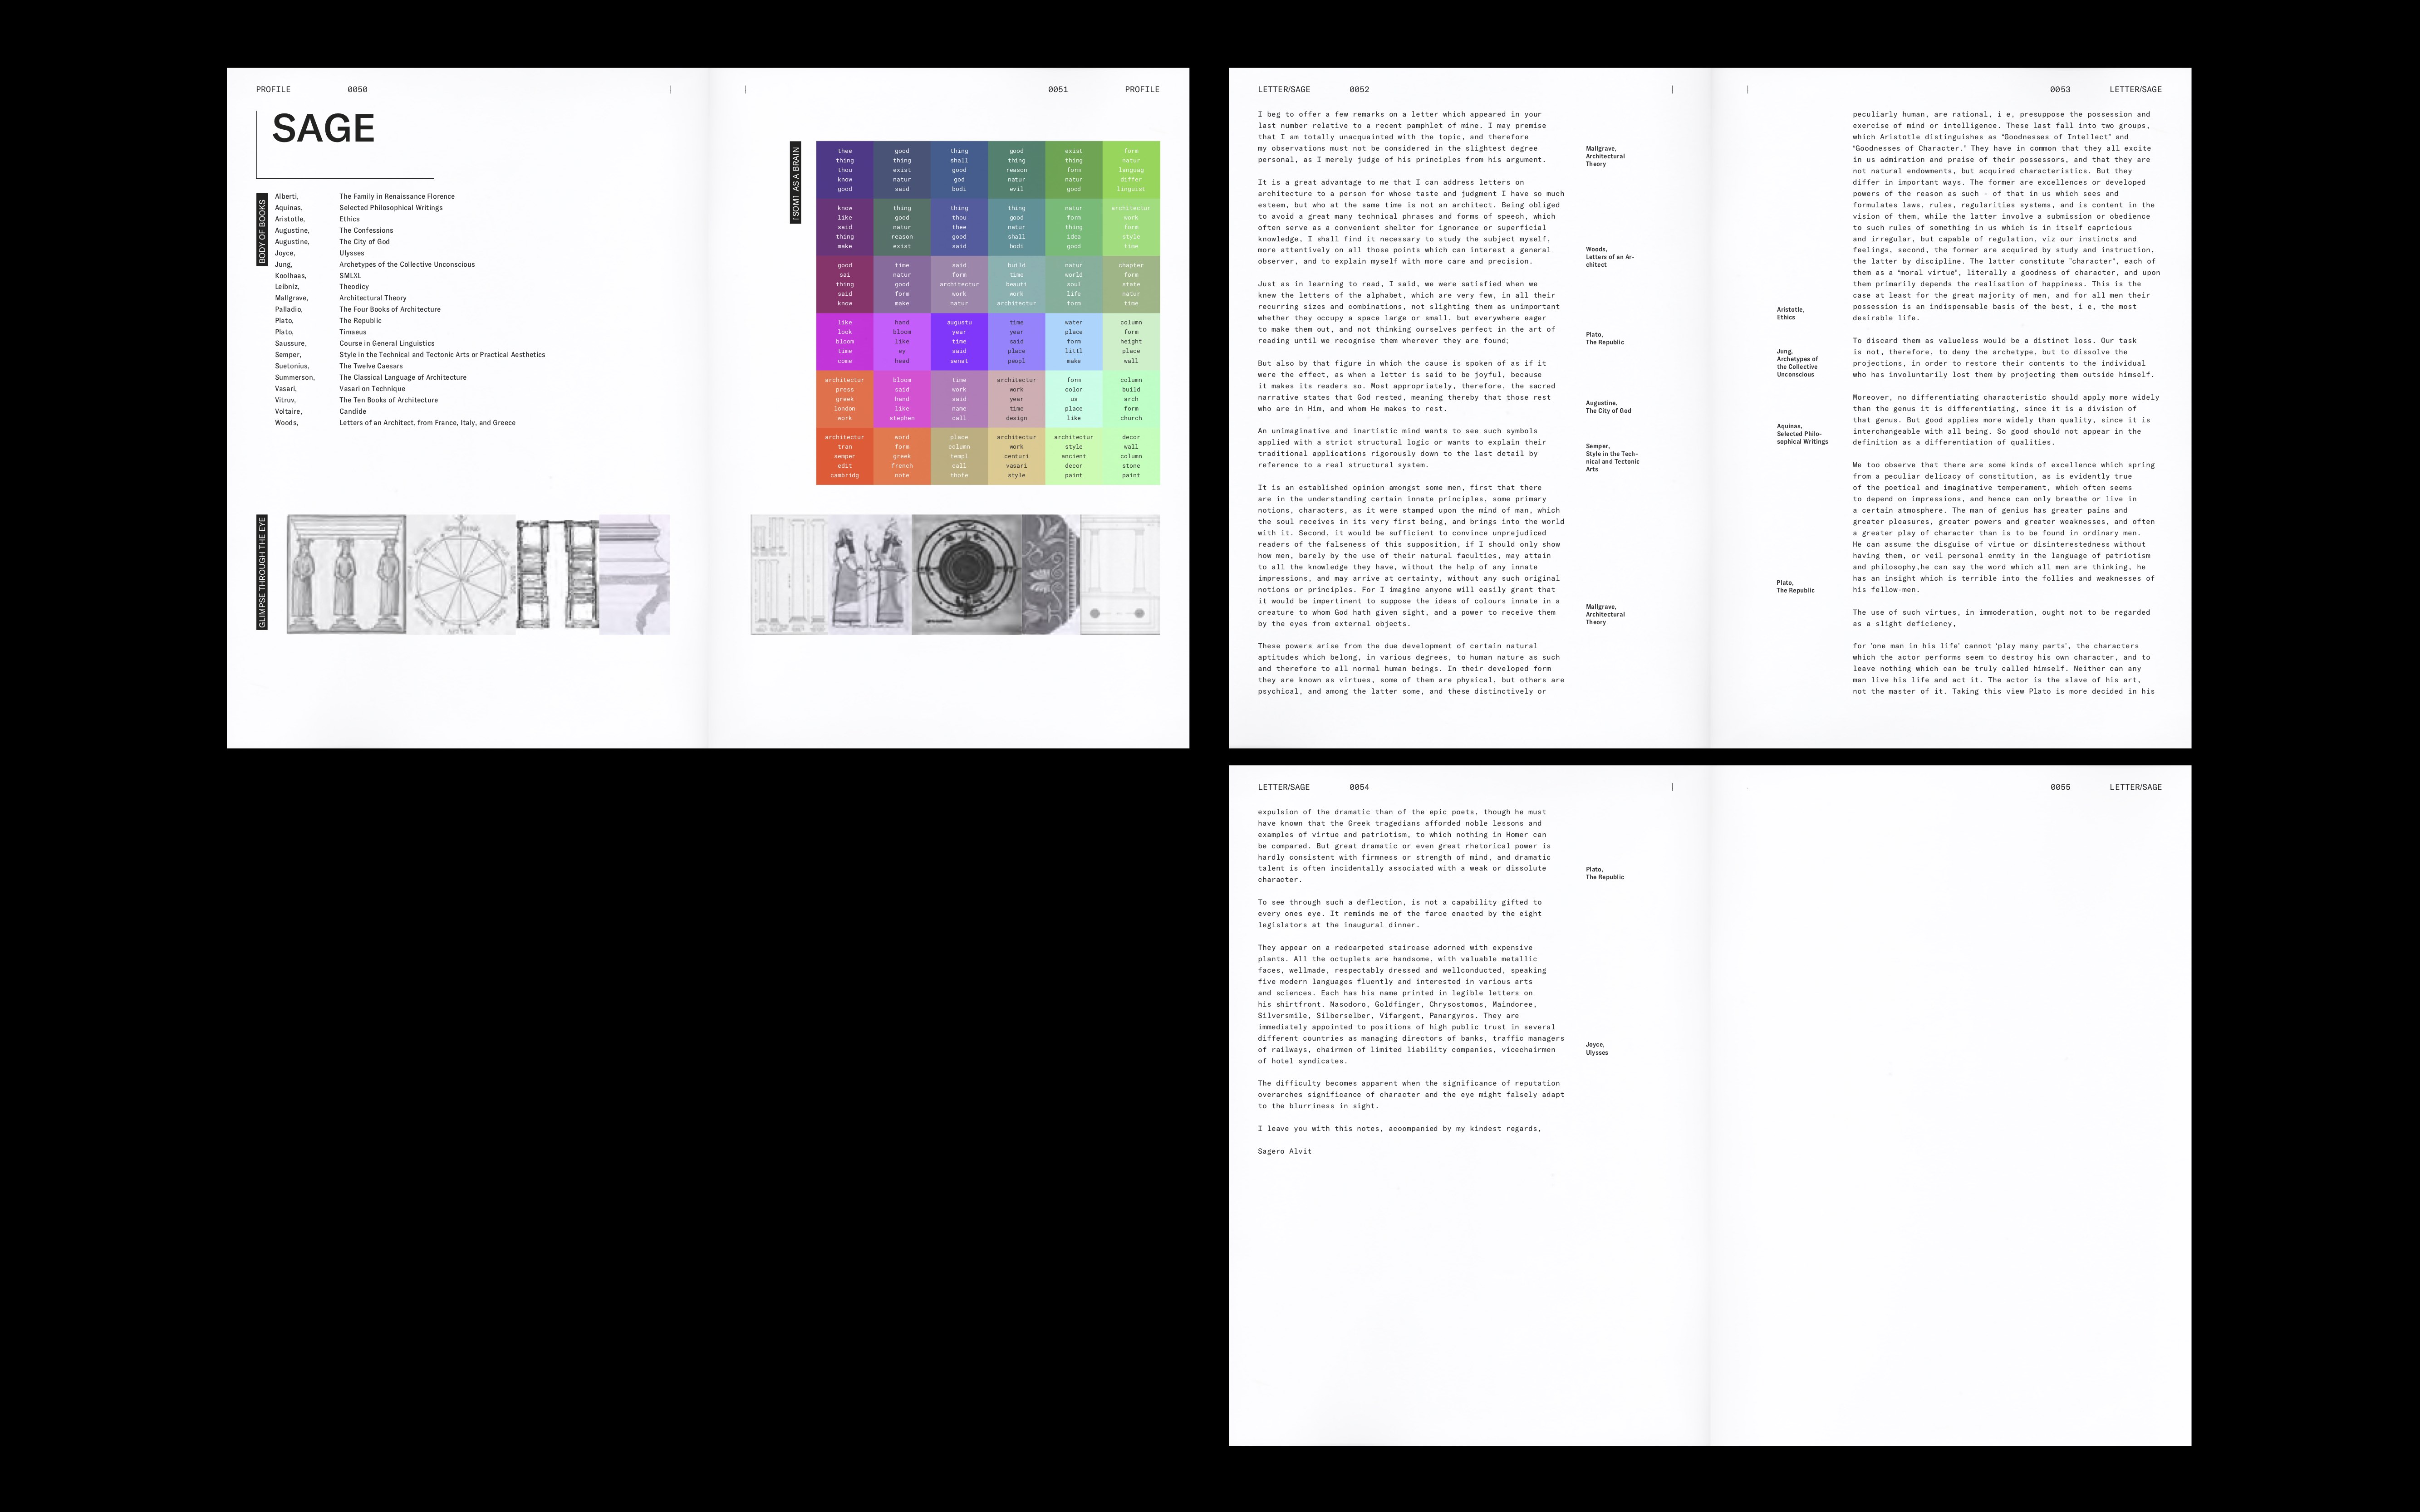 PROFILE 0050
SAGE
BODY OF BOOKS
Alberti, The Family in Renaissance Florence
Aquinas, Selected Philosophical Writings
Aristotle, Ethics
Augustine, The Confessions
Augustine, The City of God
Joyce, Ulysses
Jung, Archetypes of the Collective Unconscious
Koolhaas, SMLXL
Leibniz, Theodicy
Mallgrave, Architectural Theory
Palladio, The Four Books of Architecture
Plato, The Republic
Plato, Timaeus
Saussure, Course in General Linguistics
Semper, Style in the Technical and Tectonic Arts or Practical Aesthetics
Suetonius, The Twelve Caesars
Summerson, The Classical Language of Architecture
Vasari, Vasari on Technique
Vitruv, The Ten Books of Architecture
Voltaire, Candide
Woods, Letters of an Architect, from France, Italy, and Greece
GLIMPSE THROUGH THE EYE
0051 PROFILE
[SOM] AS A BRAIN
thee good thing good exist form
thing thing shall thing thing natur
thou exist good reason form languag
know natur god natur natur differ
good said bodi evil good linguist
know thing thing thing natur architectur
like good thou good form work
said natur thee natur thing form
thing reason good shall idea style
make exist said bodi good time
good time said build natur chapter
sai natur form time world form
thing good architectur beauti soul state
said form work work life natur
know make natur architectur form time
like hand augustu time water column
look bloom year year place form
bloom like time said form height
time ey said place littl place
come head senat peopl make wall
architectur bloom time architectur form column
press said work work color build
greek hand said year us arch
london like name time place form
work stephen call design like church
architectur word place architectur architectur decor
tran form column work style wall
semper greek templ centuri ancient column
edit french call vasari decor stone
cambridg note thofe style paint paint
LETTER/SAGE 0052
I beg to offer a few remarks on a letter which appeared in your
last number relative to a recent pamphlet of mine. I may premise
that I am totally unacquainted with the topic, and therefore
my observations must not be considered in the slightest degree
personal, as I merely judge of his principles from his argument.
Mallgrave,
Architectural
Theory
It is a great advantage to me that I can address letters on
architecture to a person for whose taste and judgment I have so much
esteem, but who at the same time is not an architect. Being obliged
to avoid a great many technical phrases and forms of speech, which
often serve as a convenient shelter for ignorance or superficial
knowledge, I shall find it necessary to study the subject myself,
more attentively on all those points which can interest a general
observer, and to explain myself with more care and precision.
Woods,
Letters of an Ar-
chitect
Just as in learning to read, I said, we were satisfied when we
knew the letters of the alphabet, which are very few, in all their
recurring sizes and combinations, not slighting them as unimportant
whether they occupy a space large or small, but everywhere eager
to make them out, and not thinking ourselves perfect in the art of
reading until we recognise them wherever they are found;
Plato,
The Republic
But also by that figure in which the cause is spoken of as if it
were the effect, as when a letter is said to be joyful, because
it makes its readers so. Most appropriately, therefore, the sacred
narrative states that God rested, meaning thereby that those rest
who are in Him, and whom He makes to rest.
Augustine,
The City of God
An unimaginative and inartistic mind wants to see such symbols
applied with a strict structural logic or wants to explain their
traditional applications rigorously down to the last detail by
reference to a real structural system.
Semper,
Style in the Tech-
nical and Tectonic
Arts
It is an established opinion amongst some men, first that there
are in the understanding certain innate principles, some primary
notions, characters, as it were stamped upon the mind of man, which
the soul receives in its very first being, and brings into the world
with it. Second, it would be sufficient to convince unprejudiced
readers of the falseness of this supposition, if I should only show
how men, barely by the use of their natural faculties, may attain
to all the knowledge they have, without the help of any innate
impressions, and may arrive at certainty, without any such original
notions or principles. For I imagine anyone will easily grant that
it would be impertinent to suppose the ideas of colours innate in a
creature to whom God hath given sight, and a power to receive them
by the eyes from external objects.
Mallgrave,
Architectural
Theory
These powers arise from the due development of certain natural
aptitudes which belong, in various degrees, to human nature as such
and therefore to all normal human beings. In their developed form
they are known as virtues, some of them are physical, but others are
psychical, and among the latter some, and these distinctively or
0053 LETTER/SAGE
peculiarly human, are rational, i e, presuppose the possession and
exercise of mind or intelligence. These last fall into two groups,
which Aristotle distinguishes as "Goodnesses of Intellect" and
"Goodnesses of Character." They have in common that they all excite
in us admiration and praise of their possessors, and that they are
not natural endowments, but acquired characteristics. But they
differ in important ways. The former are excellences or developed
powers of the reason as such - of that in us which sees and
formulates laws, rules, regularities systems, and is content in the
vision of them, while the latter involve a submission or obedience
to such rules of something in us which is in itself capricious
and irregular, but capable of regulation, viz our instincts and
feelings, second, the former are acquired by study and instruction,
the latter by discipline. The latter constitute "character", each of
them as a "moral virtue", literally a goodness of character, and upon
them primarily depends the realisation of happiness. This is the
case at least for the great majority of men, and for all men their
possession is an indispensable basis of the best, i e, the most
desirable life.
Aristotle,
Ethics
To discard them as valueless would be a distinct loss. Our task
is not, therefore, to deny the archetype, but to dissolve the
projections, in order to restore their contents to the individual
who has involuntarily lost them by projecting them outside himself.
Jung,
Archetypes of
the Collective
Unconscious
Moreover, no differentiating characteristic should apply more widely
than the genus it is differentiating, since it is a division of
that genus. But good applies more widely than quality, since it is
interchangeable with all being. So good should not appear in the
definition as a differentiation of qualities.
Aquinas,
Selected Philo-
sophical Writings
We too observe that there are some kinds of excellence which spring
from a peculiar delicacy of constitution, as is evidently true
of the poetical and imaginative temperament, which often seems
to depend on impressions, and hence can only breathe or live in
a certain atmosphere. The man of genius has greater pains and
greater pleasures, greater powers and greater weaknesses, and often
a greater play of character than is to be found in ordinary men.
He can assume the disguise of virtue or disinterestedness without
having them, or veil personal enmity in the language of patriotism
and philosophy,he can say the word which all men are thinking, he
has an insight which is terrible into the follies and weaknesses of
his fellow-men.
Plato,
The Republic
The use of such virtues, in immoderation, ought not to be regarded
as a slight deficiency,
for 'one man in his life' cannot 'play many parts', the characters
which the actor performs seem to destroy his own character, and to
leave nothing which can be truly called himself. Neither can any
man live his life and act it. The actor is the slave of his art,
not the master of it. Taking this view Plato is more decided in his
LETTER/SAGE 0054
expulsion of the dramatic than of the epic poets, though he must
have known that the Greek tragedians afforded noble lessons and
examples of virtue and patriotism, to which nothing in Homer can
be compared. But great dramatic or even great rhetorical power is
hardly consistent with firmness or strength of mind, and dramatic
talent is often incidentally associated with a weak or dissolute
character.
Plato,
The Republic
To see through such a deflection, is not a capability gifted to
every ones eye. It reminds me of the farce enacted by the eight
legislators at the inaugural dinner.
They appear on a redcarpeted staircase adorned with expensive
plants. All the octuplets are handsome, with valuable metallic
faces, wellmade, respectably dressed and wellconducted, speaking
five modern languages fluently and interested in various arts
and sciences. Each has his name printed in legible letters on
his shirtfront. Nasodoro, Goldfinger, Chrysostomos, Maindoree,
Silversmile, Silberselber, Vifargent, Panargyros. They are
immediately appointed to positions of high public trust in several
different countries as managing directors of banks, traffic managers
of railways, chairmen of limited liability companies, vicechairmen
of hotel syndicates.
Joyce,
Ulysses
The difficulty becomes apparent when the significance of reputation
overarches significance of character and the eye might falsely adapt
to the blurriness in sight.
I leave you with this notes, acoompanied by my kindest regards,
Sagero Alvit
0055 LETTER/SAGE